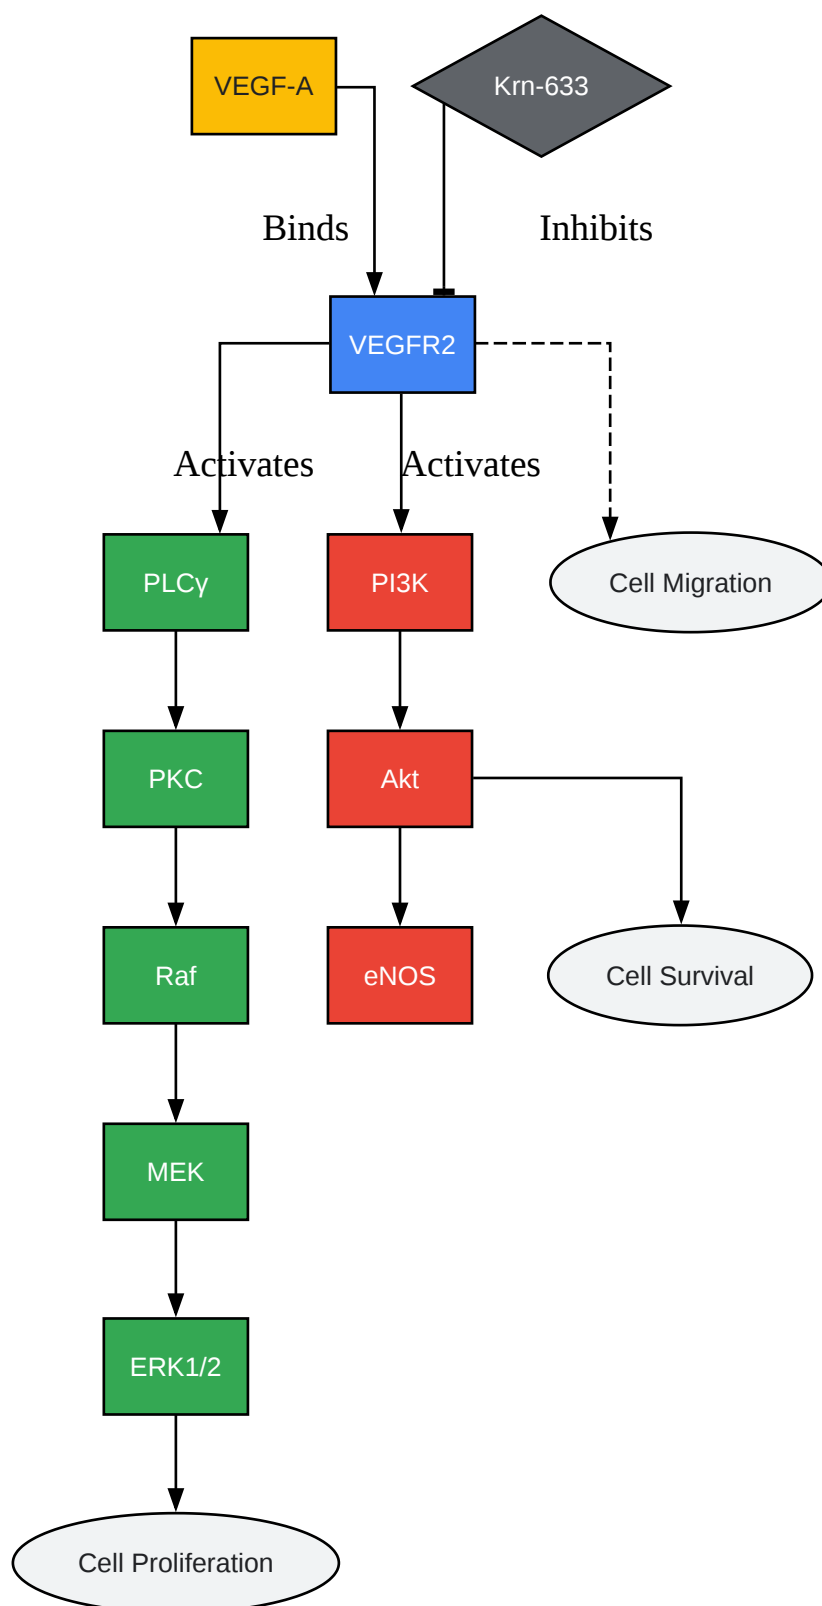 VEGF-A
Krn-633
Binds
Inhibits
VEGFR2
Activates
Activates
PLCγ
PI3K
Cell Migration
PKC
Akt
Raf
eNOS
Cell Survival
MEK
ERK1/2
Cell Proliferation